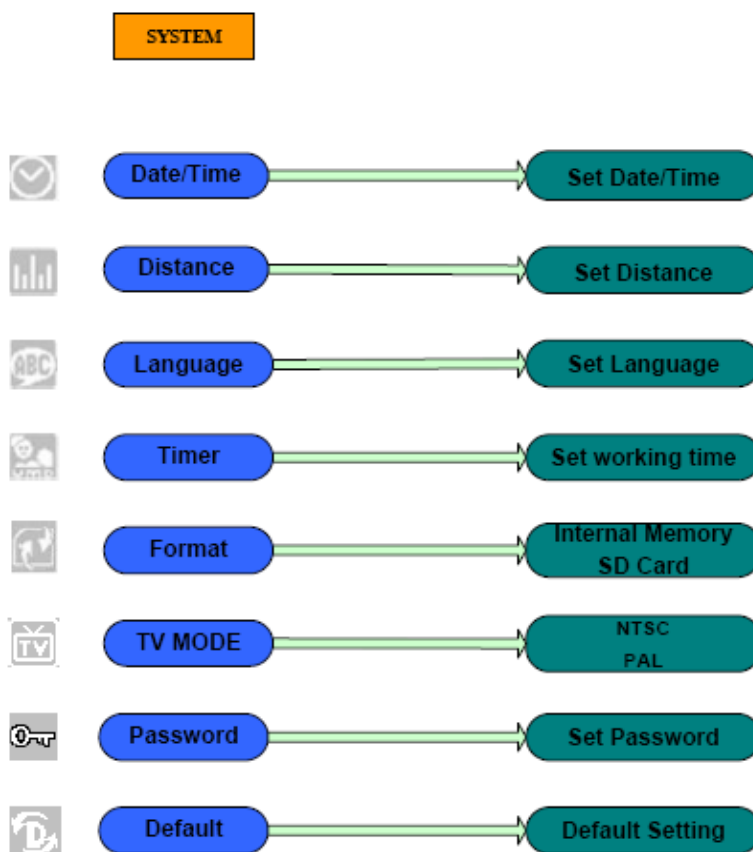 SYSTEM
Date/Time
Set Date/Time
Distance
Set Distance
ABC
Language
Set Language
Timer
Set working time
Format
Internal Memory
SD Card
TV
TV MODE
NTSC
PAL
Password
Set Password
D
Default
Default Setting